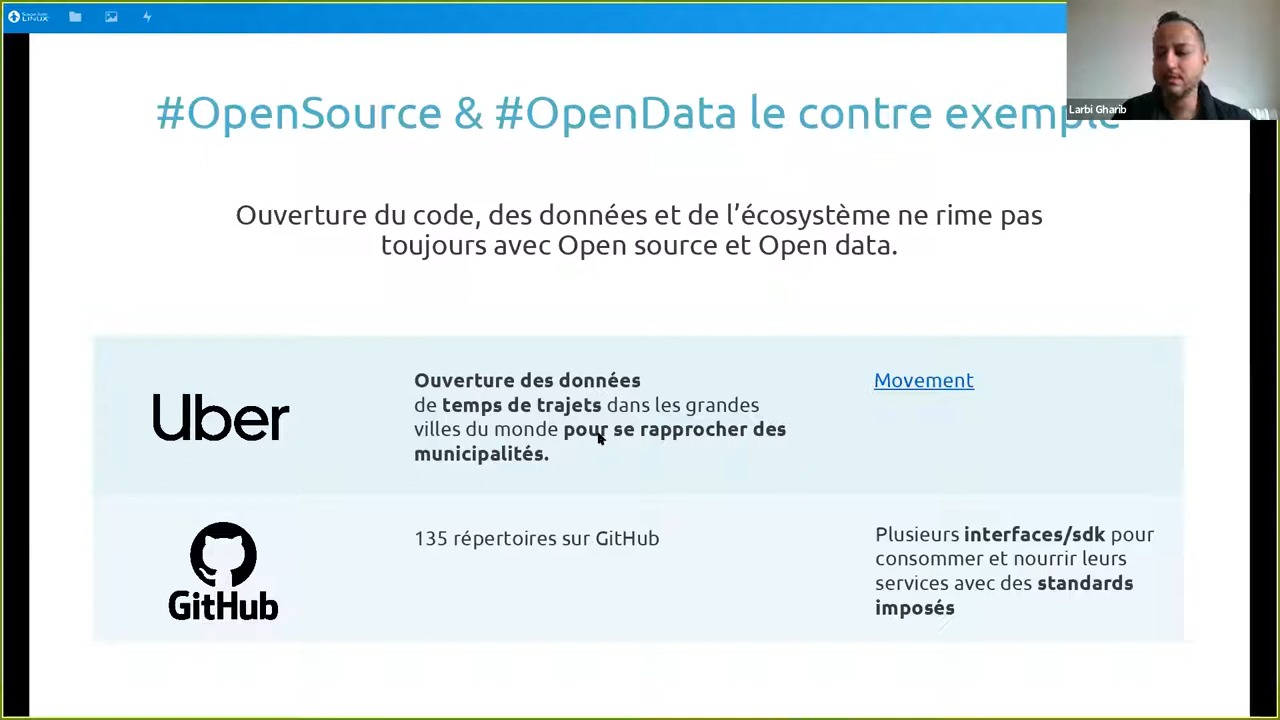 LINUX
#OpenSource & #OpenData le contre exemple
Larbi Gharib
Ouverture du code, des données et de l’écosystème ne rime pas
toujours avec Open source et Open data.
Uber
Ouverture des données
de temps de trajets dans les grandes
villes du monde pour se rapprocher des
municipalités.
Movement
GitHub
135 répertoires sur GitHub
Plusieurs interfaces/sdk pour
consommer et nourrir leurs
services avec des standards
imposés